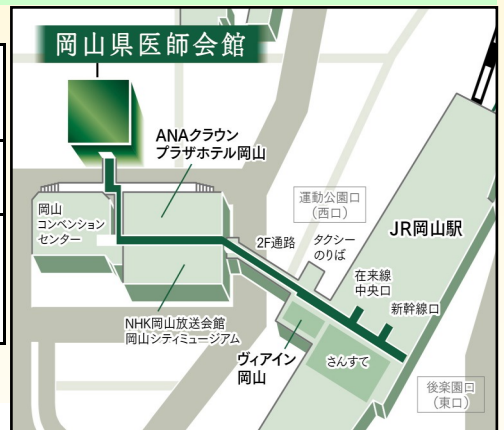 岡山県医師会館
ANAクラウン
プラザホテル岡山
岡山
コンベンション
センター
運動公園口
(西口)
JR岡山駅
2F通路
タクシー
のりば
在来線
中央口
新幹線口
NHK岡山放送会館
岡山シティミュージアム
ヴィアイン
岡山
さんすて
後楽園口
(東口)